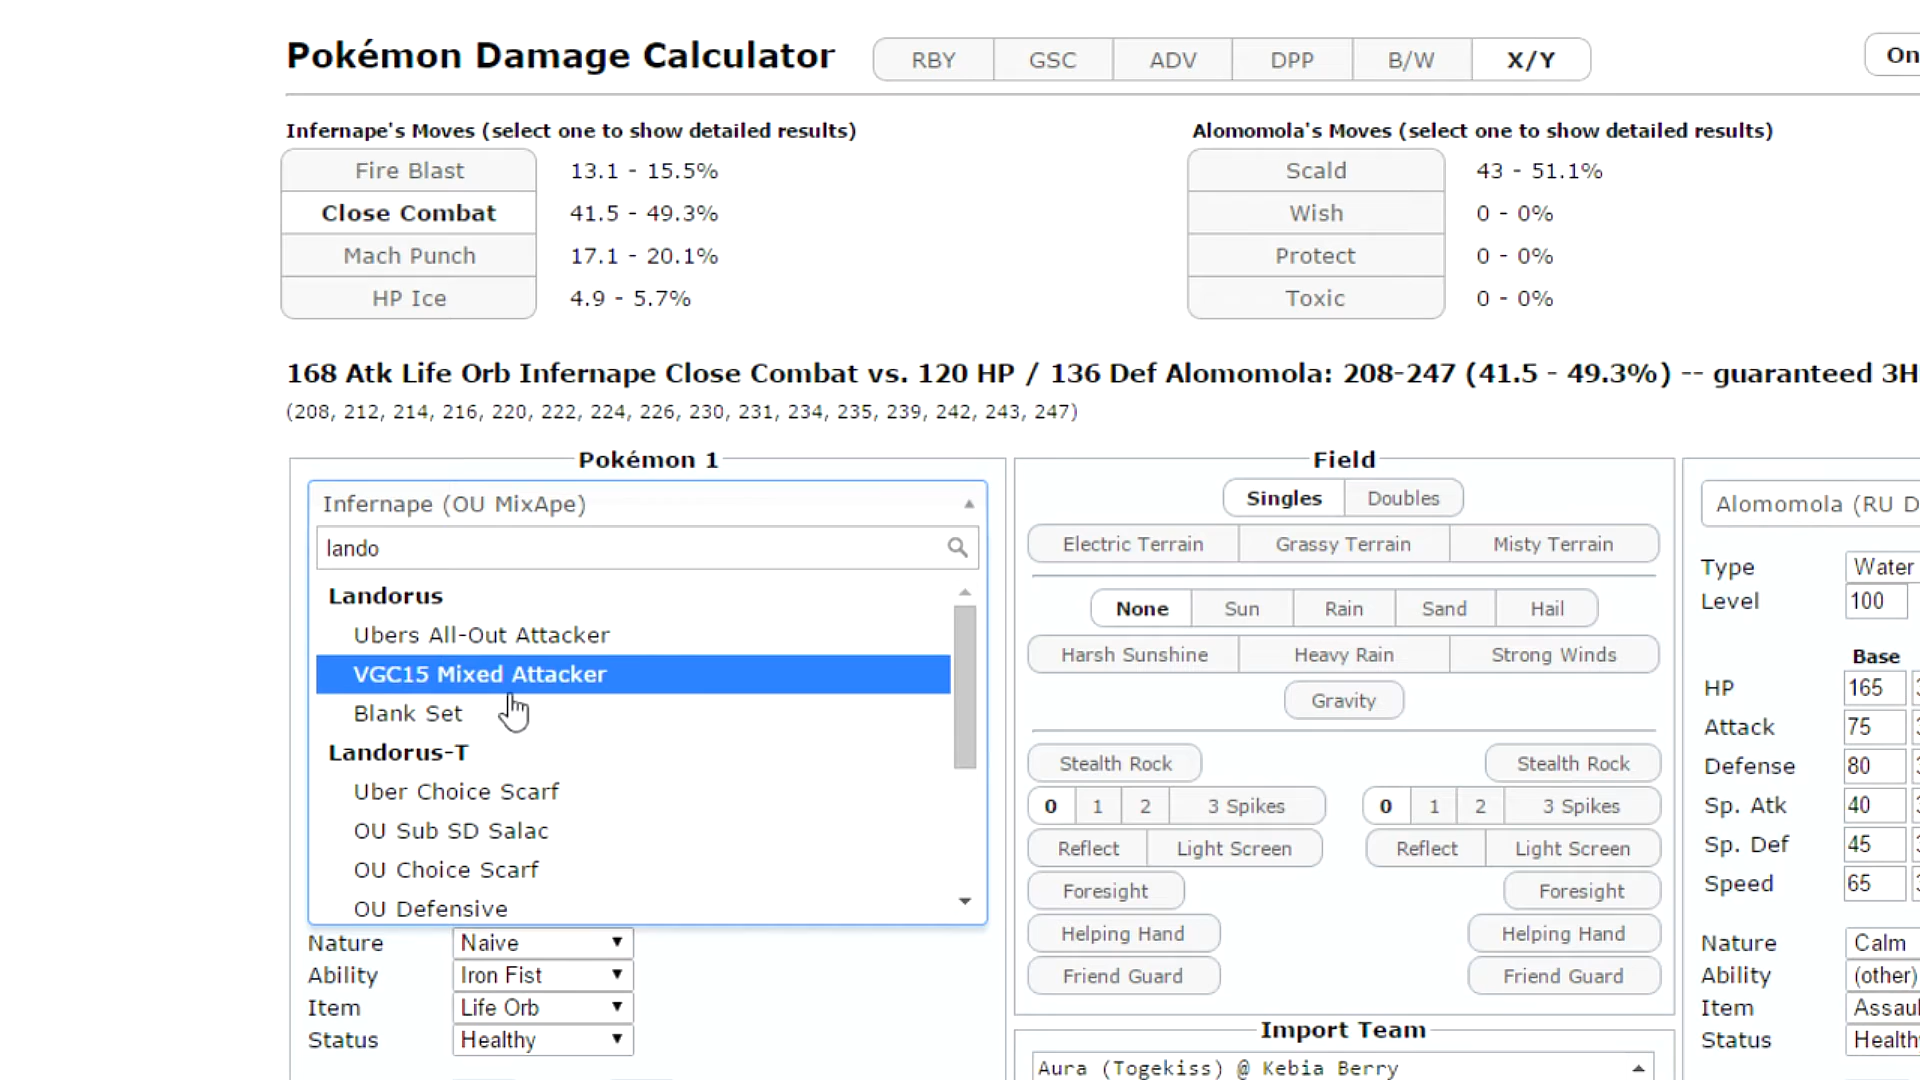 Pokémon Damage Calculator
RBY GSC ADV DPP B/W X/Y
On
Infernape's Moves (select one to show detailed results)
Fire Blast 13.1 - 15.5%
Close Combat 41.5 - 49.3%
Mach Punch 17.1 - 20.1%
HP Ice 4.9 - 5.7%
Alomomola's Moves (select one to show detailed results)
Scald 43 - 51.1%
Wish 0 - 0%
Protect 0 - 0%
Toxic 0 - 0%
168 Atk Life Orb Infernape Close Combat vs. 120 HP / 136 Def Alomomola: 208-247 (41.5 - 49.3%) -- guaranteed 3H
(208, 212, 214, 216, 220, 222, 224, 226, 230, 231, 234, 235, 239, 242, 243, 247)
Pokémon 1
Infernape (OU MixApe)
lando
Landorus
Ubers All-Out Attacker
VGC15 Mixed Attacker
Blank Set
Landorus-T
Uber Choice Scarf
OU Sub SD Salac
OU Choice Scarf
OU Defensive
Nature Naive
Ability Iron Fist
Item Life Orb
Status Healthy
Field
Singles Doubles
Electric Terrain Grassy Terrain Misty Terrain
None Sun Rain Sand Hail
Harsh Sunshine Heavy Rain Strong Winds
Gravity
Stealth Rock Stealth Rock
0 1 2 3 Spikes 0 1 2 3 Spikes
Reflect Light Screen Reflect Light Screen
Foresight Foresight
Helping Hand Helping Hand
Friend Guard Friend Guard
Import Team
Aura (Togekiss) @ Kebia Berry
Alomomola (RU D
Type Water
Level 100
Base
HP 165
Attack 75
Defense 80
Sp. Atk 40
Sp. Def 45
Speed 65
Nature Calm
Ability (other)
Item Assau
Status Health